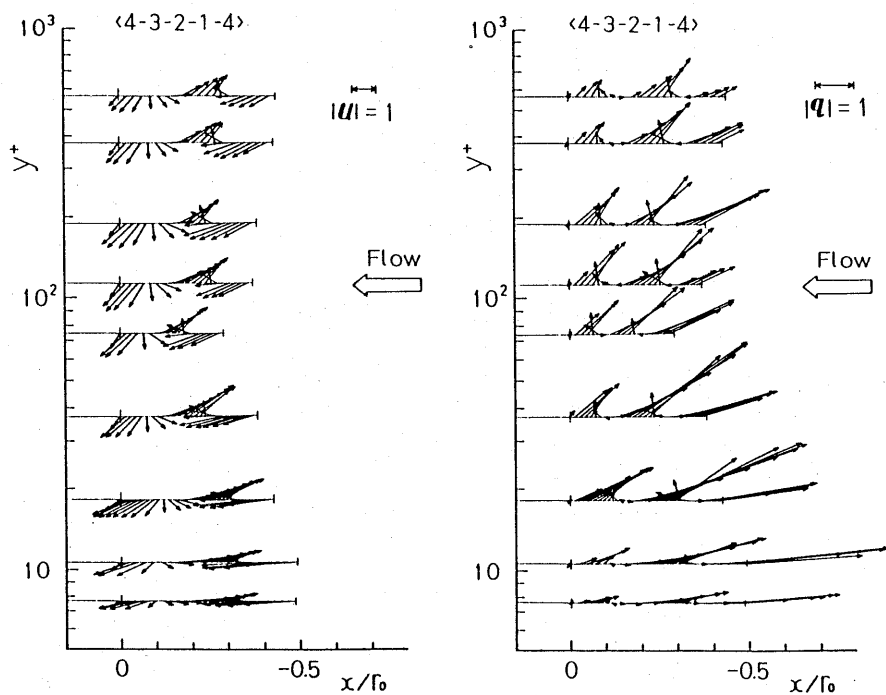 10³
⟨4-3-2-1-4⟩
|u|=1
y⁺
Flow
10²
10
0
-0.5
x/r₀
10³
⟨4-3-2-1-4⟩
|q|=1
y⁺
Flow
10²
10
0
-0.5
x/r₀